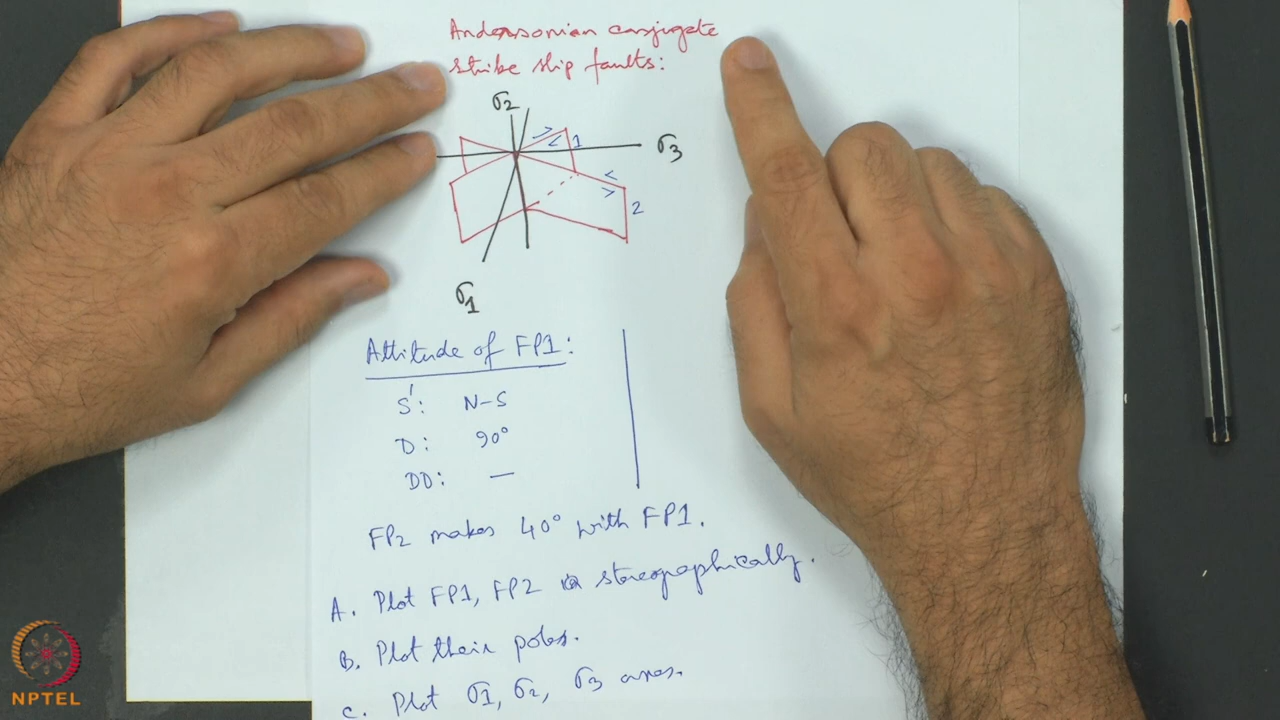 Andersonian conjugate
strike slip faults:
σ2
σ3
1
2
σ1
Attitude of FP1:
S': N-S
D: 90°
DD: —
FP2 makes 40° with FP1.
A. Plot FP1, FP2 stereographically.
B. Plot their poles.
C. Plot σ1, σ2, σ3 axes.
NPTEL